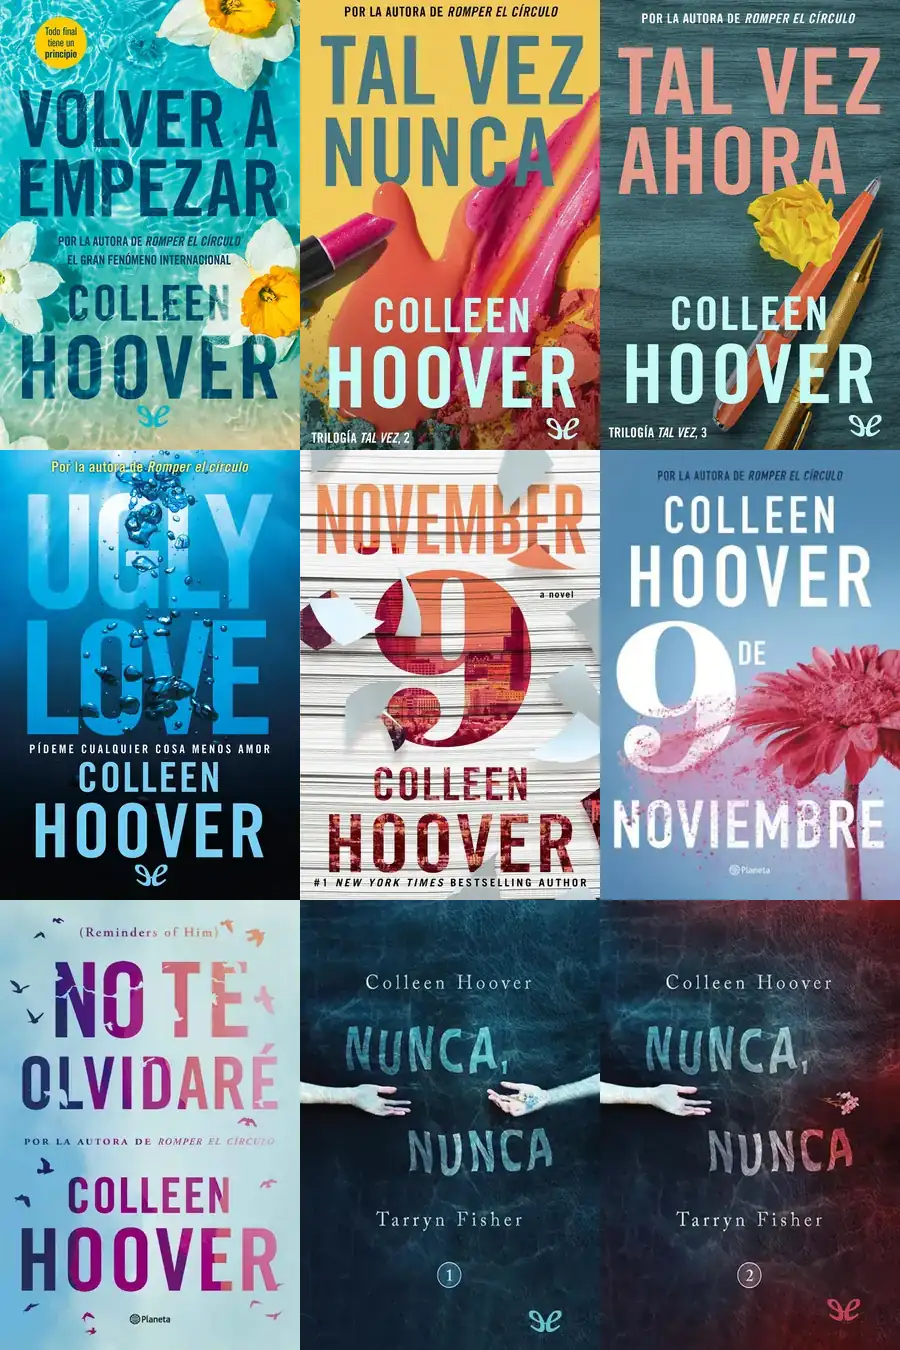 Todo final
tiene un
principio
VOLVER A
EMPEZAR
POR LA AUTORA DE ROMPER EL CÍRCULO
EL GRAN FENÓMENO INTERNACIONAL
COLLEEN
HOOVER
POR LA AUTORA DE ROMPER EL CÍRCULO
TAL VEZ
NUNCA
COLLEEN
HOOVER
TRILOGÍA TAL VEZ, 2
POR LA AUTORA DE ROMPER EL CÍRCULO
TAL VEZ
AHORA
COLLEEN
HOOVER
TRILOGÍA TAL VEZ, 3
Por la autora de Romper el círculo
UGLY
LOVE
PÍDEME CUALQUIER COSA MENOS AMOR
COLLEEN
HOOVER
NOVEMBER
9
a novel
COLLEEN
HOOVER
#1 NEW YORK TIMES BESTSELLING AUTHOR
POR LA AUTORA DE ROMPER EL CÍRCULO
COLLEEN
HOOVER
9 DE
NOVIEMBRE
Planeta
(Reminders of Him)
NO TE
OLVIDARÉ
POR LA AUTORA DE ROMPER EL CÍRCULO
COLLEEN
HOOVER
Planeta
Colleen Hoover
NUNCA,
NUNCA
Tarryn Fisher
1
Colleen Hoover
NUNCA,
NUNCA
Tarryn Fisher
2